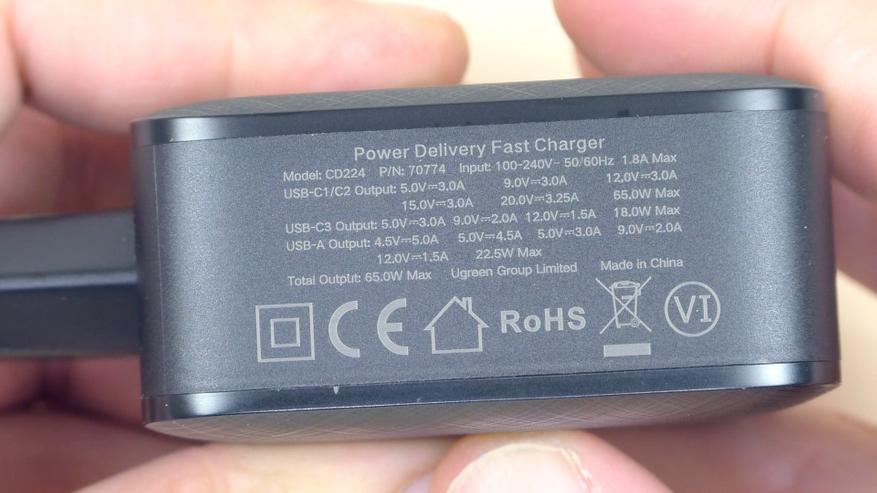 Power Delivery Fast Charger
Model: CD224 P/N: 70774 Input: 100-240V~ 50/60Hz 1.8A Max
USB-C1/C2 Output: 5.0V⎓3.0A 9.0V⎓3.0A 12.0V⎓3.0A
15.0V⎓3.0A 20.0V⎓3.25A 65.0W Max
USB-C3 Output: 5.0V⎓3.0A 9.0V⎓2.0A 12.0V⎓1.5A 18.0W Max
USB-A Output: 4.5V⎓5.0A 5.0V⎓4.5A 5.0V⎓3.0A 9.0V⎓2.0A
12.0V⎓1.5A 22.5W Max
Total Output: 65.0W Max Ugreen Group Limited Made in China
CE RoHS VI